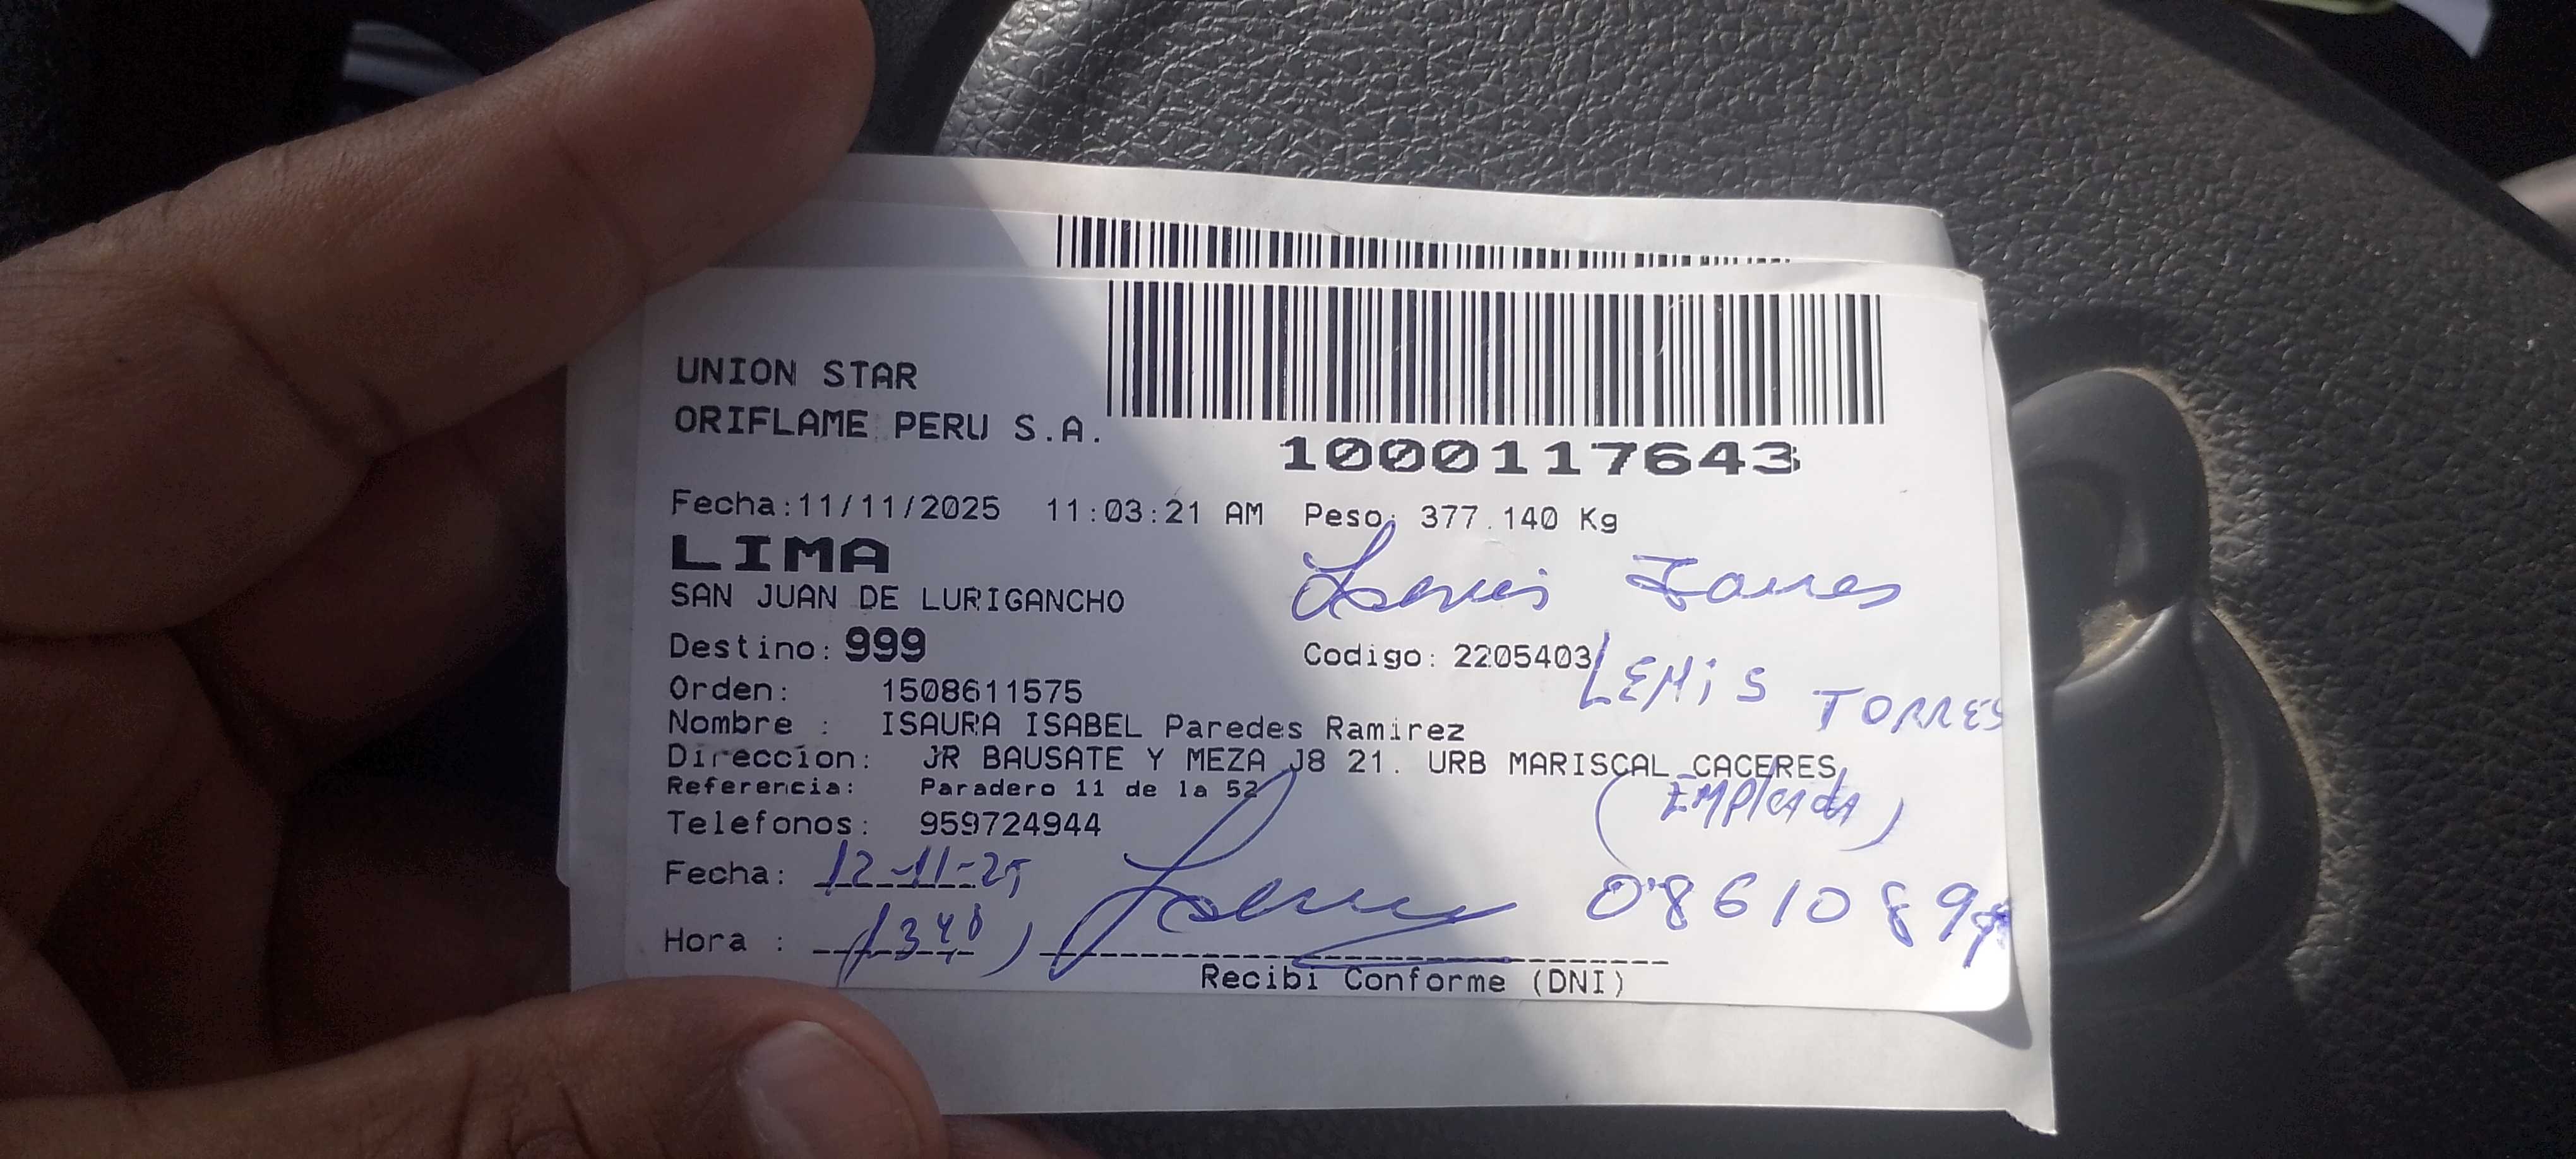 UNION STAR
ORIFLAME PERU S.A.
1000117643
Fecha:11/11/2025 11:03:21 AM Peso: 377.140 Kg
LIMA
SAN JUAN DE LURIGANCHO
Destino: 999
Codigo: 2205403
LEMiS TORRES
Orden: 1508611575
Nombre : ISAURA ISABEL Paredes Ramirez
Direccion: JR BAUSATE Y MEZA J8 21. URB MARISCAL CACERES
Referencia: Paradero 11 de la 52
Telefonos: 959724944
Fecha: 12-11-25
Hora :
Recibi Conforme (DNI)